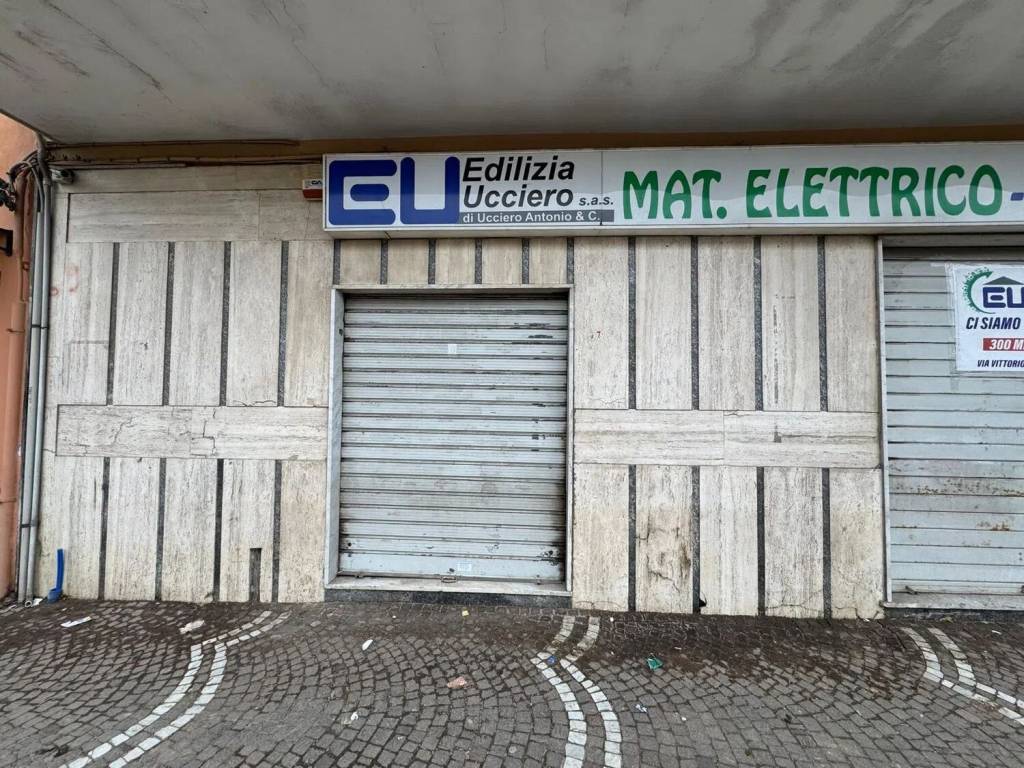 EU
Edilizia
Ucciero s.a.s.
di Ucciero Antonio & C.
MAT. ELETTRICO -
EU
CI SIAMO
300 M
VIA VITTORIO